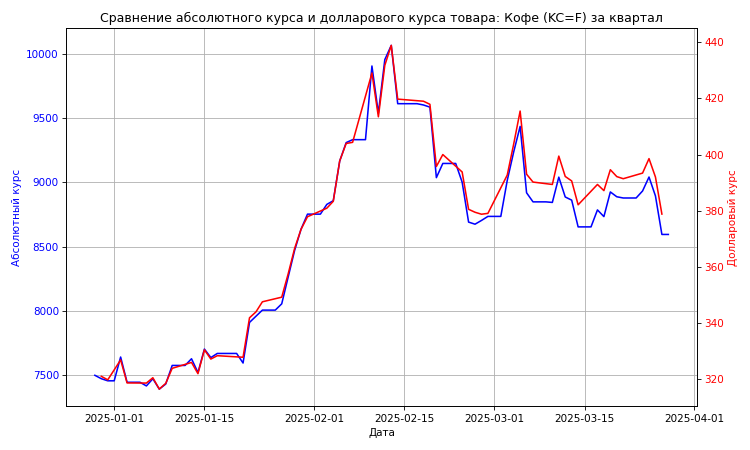 Сравнение абсолютного курса и долларового курса товара: Кофе (KC=F) за квартал
10000
9500
9000
8500
8000
7500
Абсолютный курс
440
420
400
380
360
340
320
Долларовый курс
2025-01-01 2025-01-15 2025-02-01 2025-02-15 2025-03-01 2025-03-15 2025-04-01
Дата